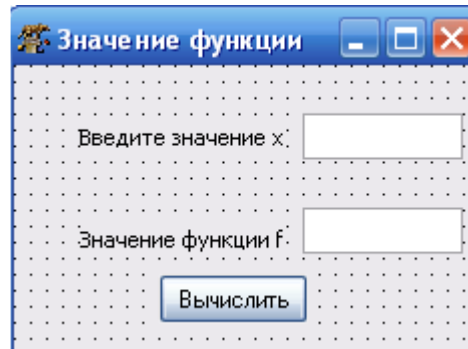 Значение функции
Введите значение x
Значение функции f
Вычислить